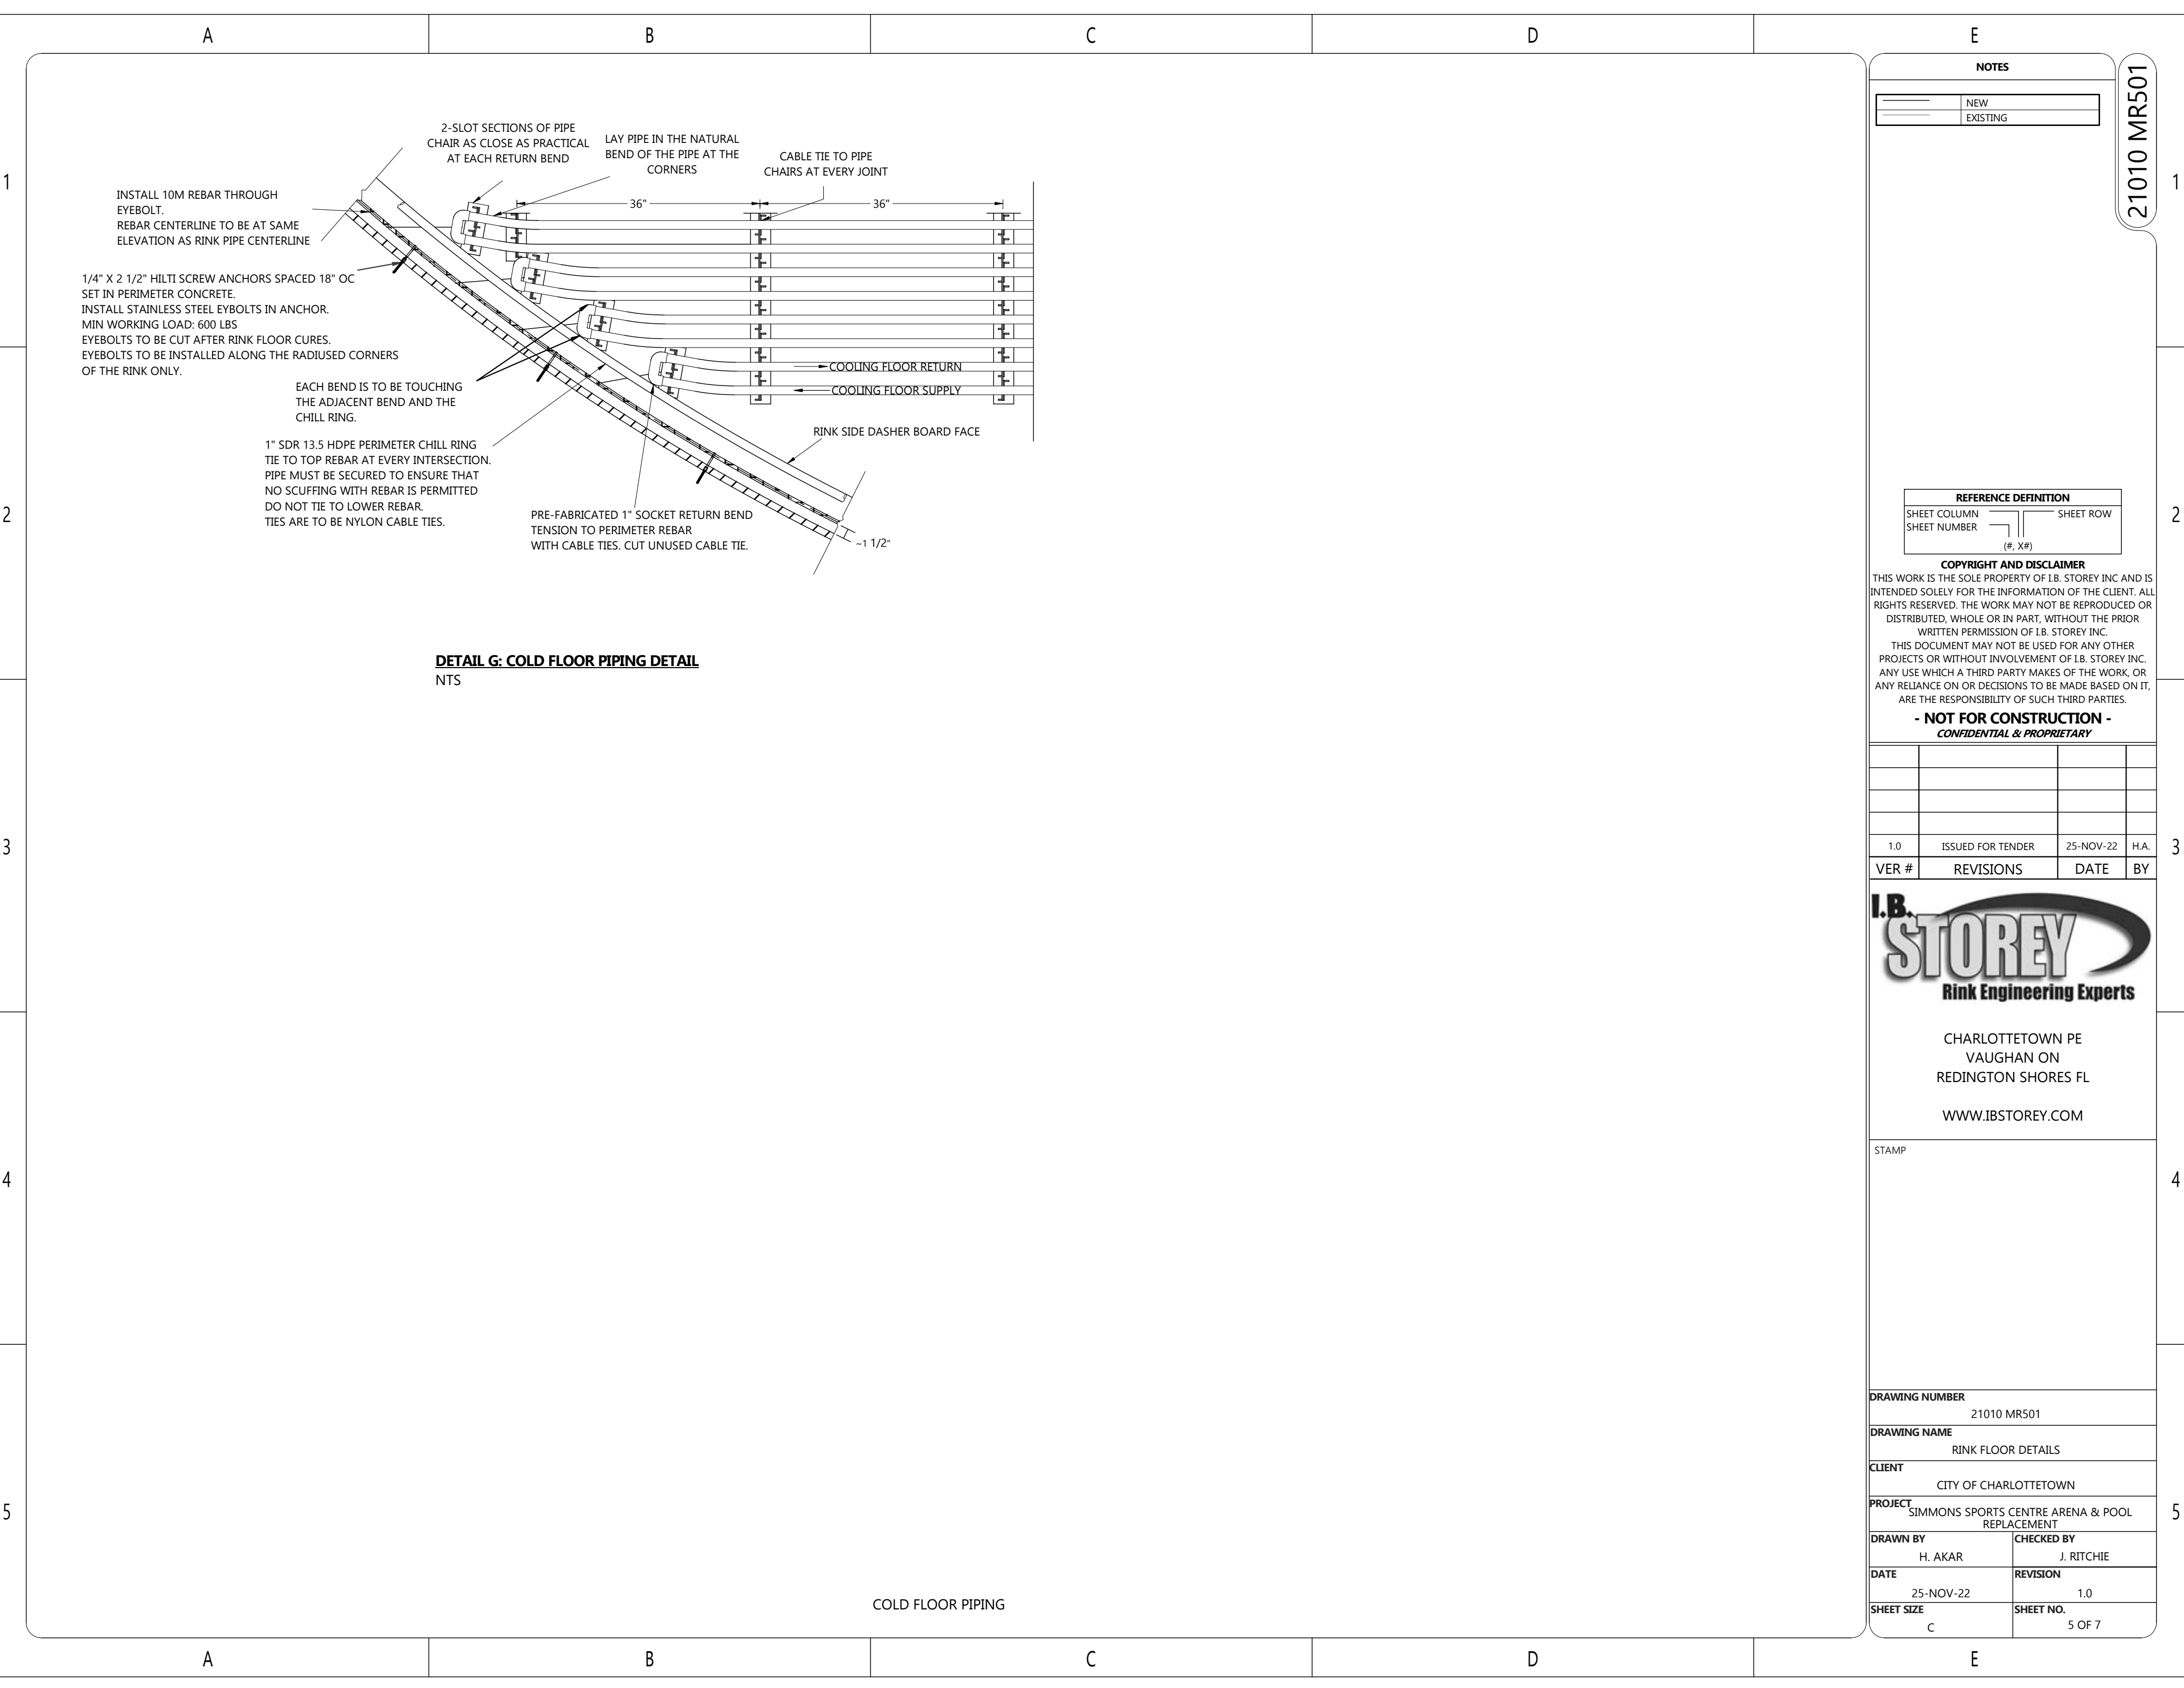 A
B
C
D
E
1
2
3
4
5
2-SLOT SECTIONS OF PIPE
CHAIR AS CLOSE AS PRACTICAL
AT EACH RETURN BEND
LAY PIPE IN THE NATURAL
BEND OF THE PIPE AT THE
CORNERS
CABLE TIE TO PIPE
CHAIRS AT EVERY JOINT
INSTALL 10M REBAR THROUGH
EYEBOLT.
REBAR CENTERLINE TO BE AT SAME
ELEVATION AS RINK PIPE CENTERLINE
36"
36"
1/4" X 2 1/2" HILTI SCREW ANCHORS SPACED 18" OC
SET IN PERIMETER CONCRETE.
INSTALL STAINLESS STEEL EYBOLTS IN ANCHOR.
MIN WORKING LOAD: 600 LBS
EYEBOLTS TO BE CUT AFTER RINK FLOOR CURES.
EYEBOLTS TO BE INSTALLED ALONG THE RADIUSED CORNERS
OF THE RINK ONLY.
COOLING FLOOR RETURN
COOLING FLOOR SUPPLY
EACH BEND IS TO BE TOUCHING
THE ADJACENT BEND AND THE
CHILL RING.
RINK SIDE DASHER BOARD FACE
1" SDR 13.5 HDPE PERIMETER CHILL RING
TIE TO TOP REBAR AT EVERY INTERSECTION.
PIPE MUST BE SECURED TO ENSURE THAT
NO SCUFFING WITH REBAR IS PERMITTED
DO NOT TIE TO LOWER REBAR.
TIES ARE TO BE NYLON CABLE TIES.
PRE-FABRICATED 1" SOCKET RETURN BEND
TENSION TO PERIMETER REBAR
WITH CABLE TIES. CUT UNUSED CABLE TIE.
~1 1/2"
DETAIL G: COLD FLOOR PIPING DETAIL
NTS
COLD FLOOR PIPING
NOTES
NEW
EXISTING
21010 MR501
REFERENCE DEFINITION
SHEET COLUMN SHEET ROW
SHEET NUMBER
(#, X#)
COPYRIGHT AND DISCLAIMER
THIS WORK IS THE SOLE PROPERTY OF I.B. STOREY INC AND IS
INTENDED SOLELY FOR THE INFORMATION OF THE CLIENT. ALL
RIGHTS RESERVED. THE WORK MAY NOT BE REPRODUCED OR
DISTRIBUTED, WHOLE OR IN PART, WITHOUT THE PRIOR
WRITTEN PERMISSION OF I.B. STOREY INC.
THIS DOCUMENT MAY NOT BE USED FOR ANY OTHER
PROJECTS OR WITHOUT INVOLVEMENT OF I.B. STOREY INC.
ANY USE WHICH A THIRD PARTY MAKES OF THE WORK, OR
ANY RELIANCE ON OR DECISIONS TO BE MADE BASED ON IT,
ARE THE RESPONSIBILITY OF SUCH THIRD PARTIES.
- NOT FOR CONSTRUCTION -
CONFIDENTIAL & PROPRIETARY
1.0 ISSUED FOR TENDER 25-NOV-22 H.A.
VER # REVISIONS DATE BY
I.B.
STOREY
Rink Engineering Experts
CHARLOTTETOWN PE
VAUGHAN ON
REDINGTON SHORES FL
WWW.IBSTOREY.COM
STAMP
DRAWING NUMBER
21010 MR501
DRAWING NAME
RINK FLOOR DETAILS
CLIENT
CITY OF CHARLOTTETOWN
PROJECT
SIMMONS SPORTS CENTRE ARENA & POOL
REPLACEMENT
DRAWN BY CHECKED BY
H. AKAR J. RITCHIE
DATE REVISION
25-NOV-22 1.0
SHEET SIZE SHEET NO.
C 5 OF 7
1
2
3
4
5
A
B
C
D
E